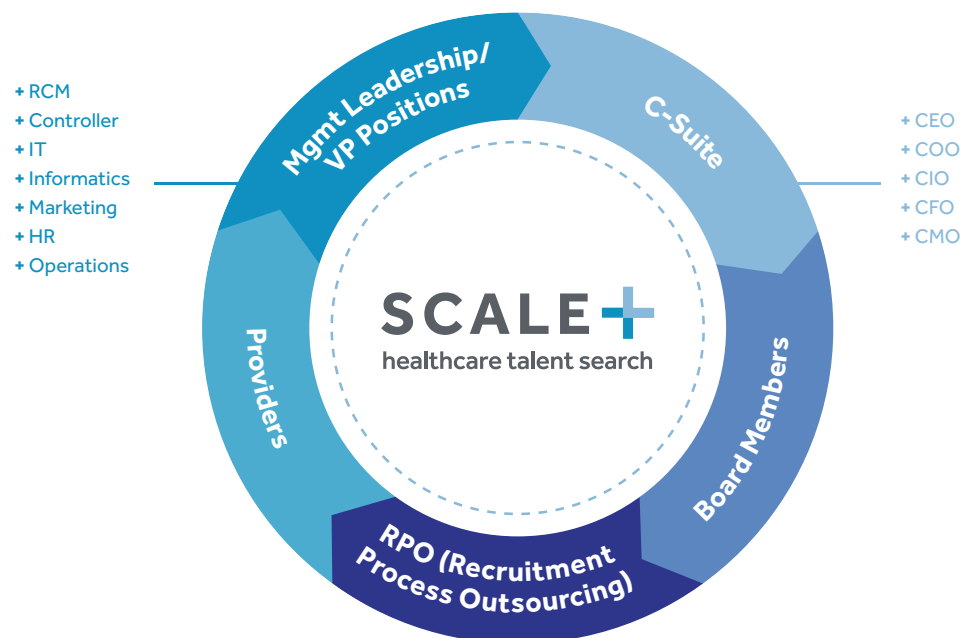 + RCM
+ Controller
+ IT
+ Informatics
+ Marketing
+ HR
+ Operations
Mgmt Leadership/
VP Positions
C-Suite
+ CEO
+ COO
+ CIO
+ CFO
+ CMO
Board Members
RPO (Recruitment
Process Outsourcing)
Providers
SCALE+
healthcare talent search